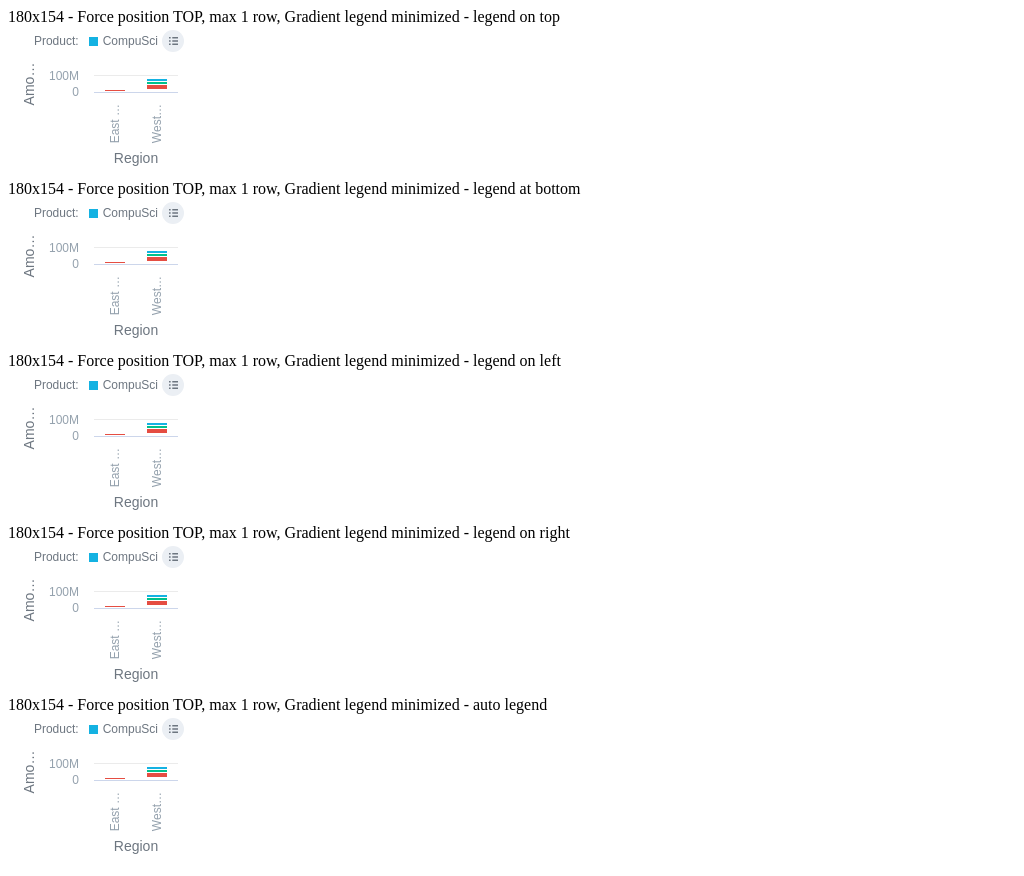 180x154 - Force position TOP, max 1 row, Gradient legend minimized - legend on top
Product: CompuSci
Amo…
100M
0
East …
West…
Region
180x154 - Force position TOP, max 1 row, Gradient legend minimized - legend at bottom
Product: CompuSci
Amo…
100M
0
East …
West…
Region
180x154 - Force position TOP, max 1 row, Gradient legend minimized - legend on left
Product: CompuSci
Amo…
100M
0
East …
West…
Region
180x154 - Force position TOP, max 1 row, Gradient legend minimized - legend on right
Product: CompuSci
Amo…
100M
0
East …
West…
Region
180x154 - Force position TOP, max 1 row, Gradient legend minimized - auto legend
Product: CompuSci
Amo…
100M
0
East …
West…
Region